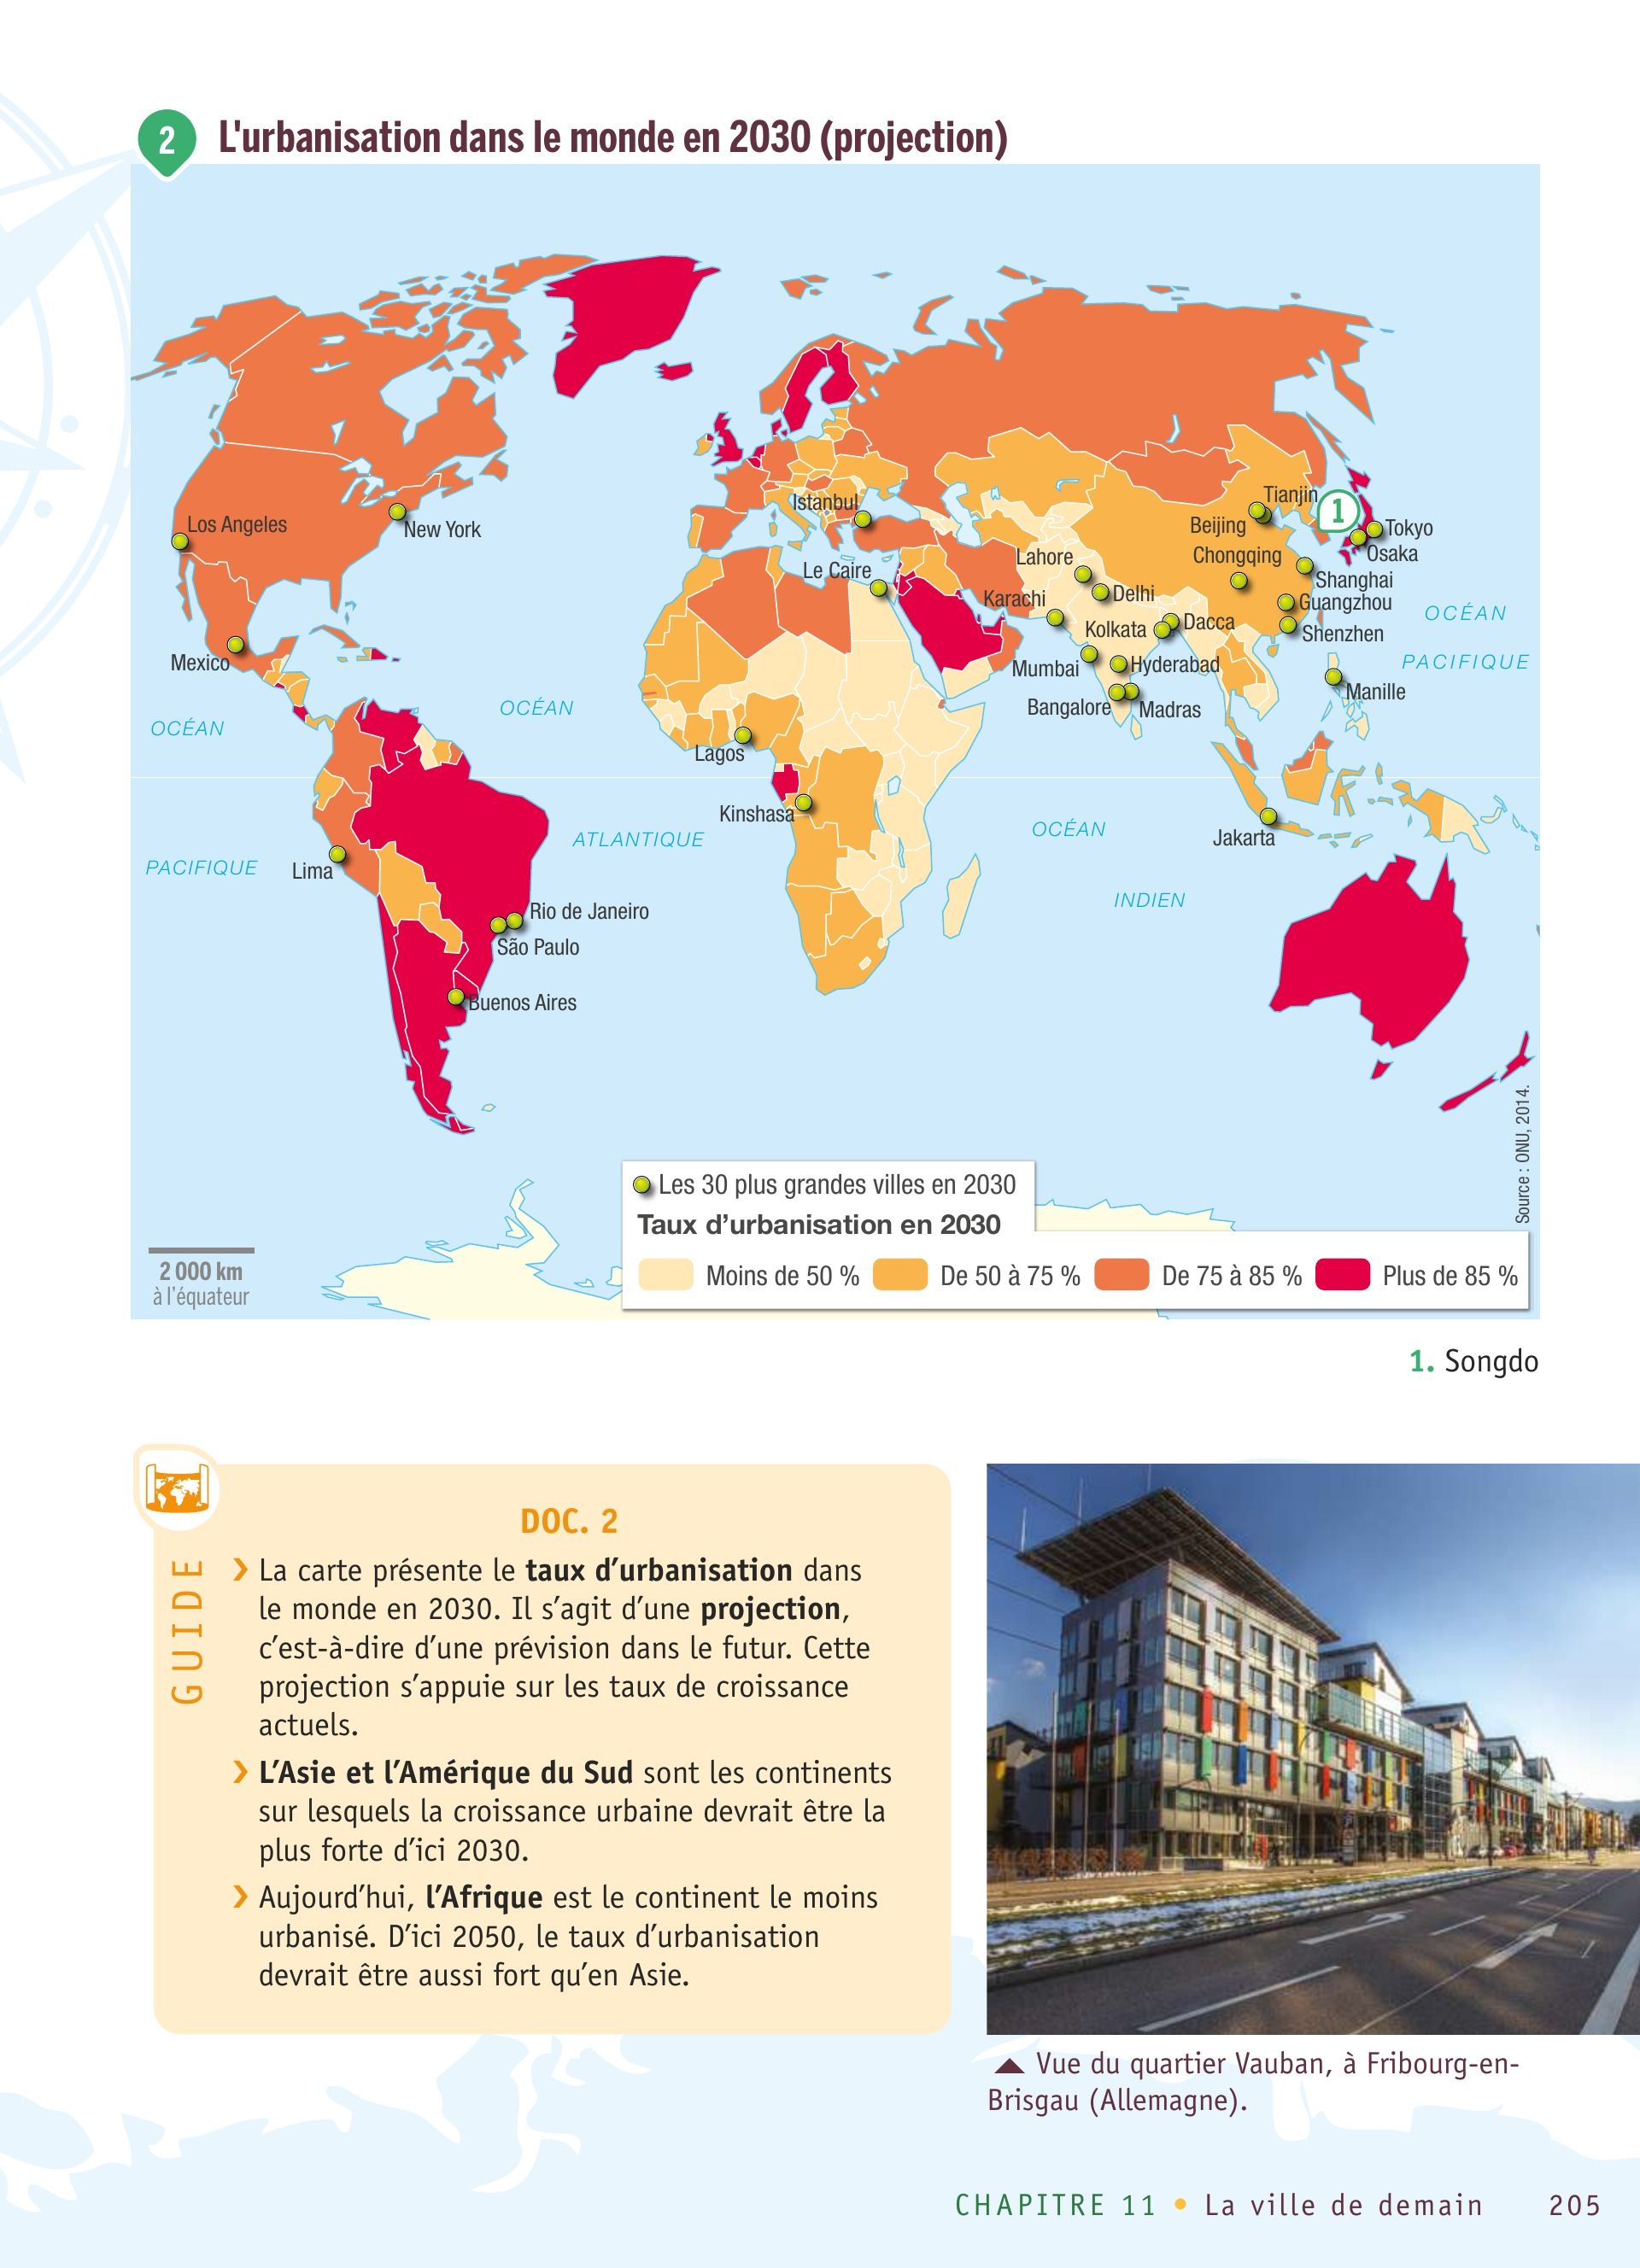 2
L'urbanisation dans le monde en 2030 (projection)
Los Angeles
New York
Mexico
Lima
Rio de Janeiro
São Paulo
Buenos Aires
Istanbul
Le Caire
Lagos
Kinshasa
Lahore
Delhi
Karachi
Kolkata
Dacca
Mumbai
Hyderabad
Bangalore
Madras
Tianjin
Beijing
Chongqing
1
Tokyo
Osaka
Shanghai
Guangzhou
Shenzhen
Manille
Jakarta
OCÉAN
PACIFIQUE
OCÉAN
ATLANTIQUE
OCÉAN
INDIEN
OCÉAN
PACIFIQUE
Source : ONU, 2014.
2 000 km
à l'équateur
Les 30 plus grandes villes en 2030
Taux d’urbanisation en 2030
Moins de 50 %
De 50 à 75 %
De 75 à 85 %
Plus de 85 %
1. Songdo
GUIDE
DOC. 2
› La carte présente le taux d’urbanisation dans
le monde en 2030. Il s’agit d’une projection,
c’est-à-dire d’une prévision dans le futur. Cette
projection s’appuie sur les taux de croissance
actuels.
› L’Asie et l’Amérique du Sud sont les continents
sur lesquels la croissance urbaine devrait être la
plus forte d’ici 2030.
› Aujourd’hui, l’Afrique est le continent le moins
urbanisé. D’ici 2050, le taux d’urbanisation
devrait être aussi fort qu’en Asie.
Vue du quartier Vauban, à Fribourg-en-
Brisgau (Allemagne).
CHAPITRE 11 • La ville de demain 205